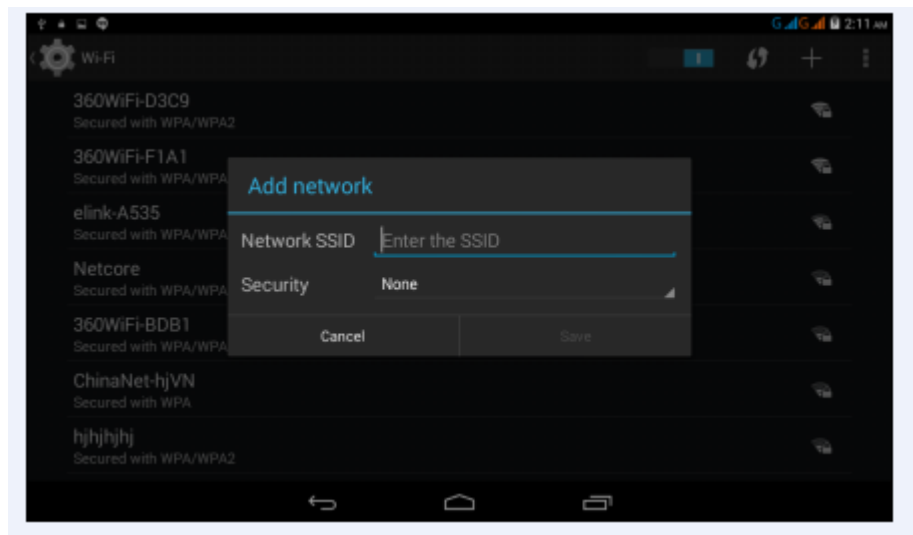 G G 2:11 AM
Wi-Fi
360WiFi-D3C9
Secured with WPA/WPA2
360WiFi-F1A1
Secured with WPA/WPA
elink-A535
Secured with WPA/WPA
Netcore
Secured with WPA/WPA
360WiFi-BDB1
Secured with WPA/WPA
ChinaNet-hjVN
Secured with WPA
hjhjhjhj
Secured with WPA/WPA2
Add network
Network SSID Enter the SSID
Security None
Cancel Save